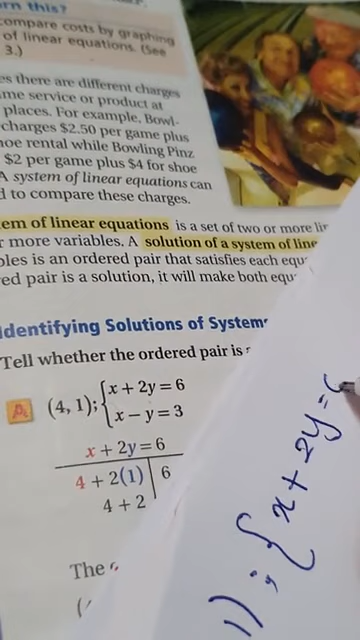 rn this?
compare costs by graphing
of linear equations. (See
3.)
es there are different charges
me service or product at
places. For example, Bowl-
charges $2.50 per game plus
hoe rental while Bowling Pinz
$2 per game plus $4 for shoe
A system of linear equations can
d to compare these charges.
em of linear equations is a set of two or more lin
r more variables. A solution of a system of line
bles is an ordered pair that satisfies each equa
ed pair is a solution, it will make both equa
Identifying Solutions of Systems
Tell whether the ordered pair is
A (4, 1); { x + 2y = 6
x − y = 3
x + 2y = 6
4 + 2(1) | 6
4 + 2
The
1) ; { x + 2y =